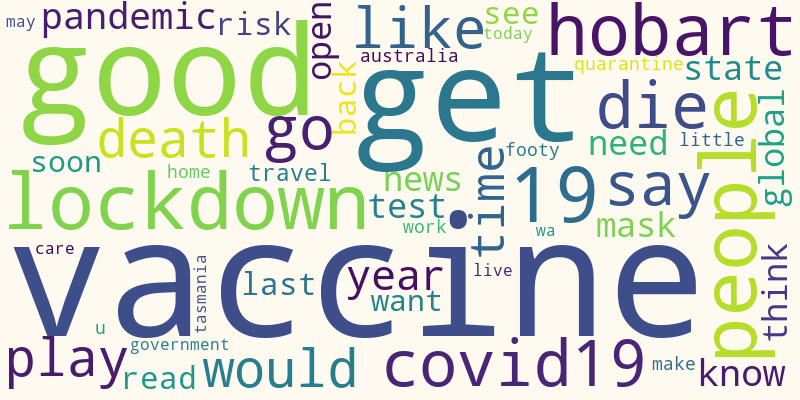 may
pandemic
risk
open
like
see
today
hobart
good
australia
back
get
quarantine
state
die
death
go
people
global
need
little
soon
footy
home
travel
news
time
19
say
lockdown
test
work
mask
wa
vaccine
care
tasmania
last
year
want
live
think
u
play
government
read
would
covid19
make
know